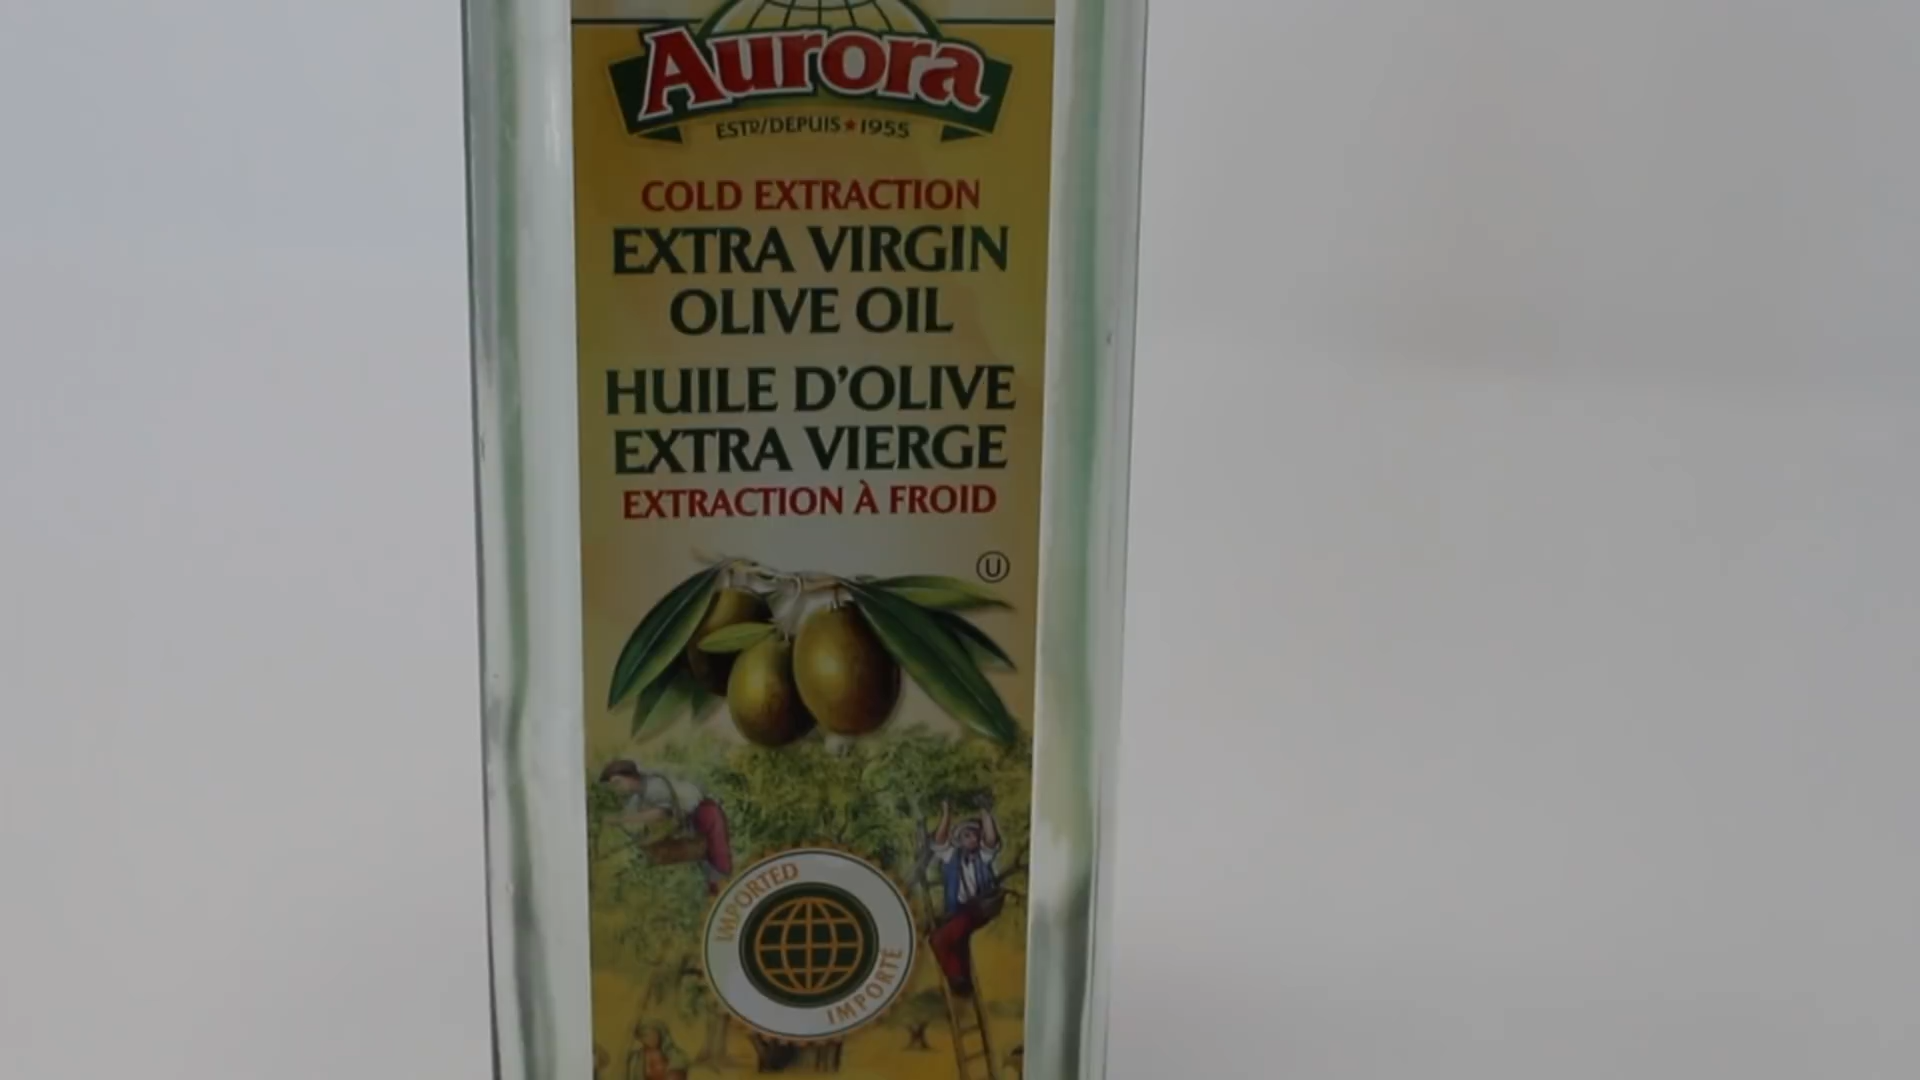 Aurora
ESTD/DEPUIS★1955
COLD EXTRACTION
EXTRA VIRGIN
OLIVE OIL
HUILE D'OLIVE
EXTRA VIERGE
EXTRACTION À FROID
U
IMPORTED
IMPORTÉ